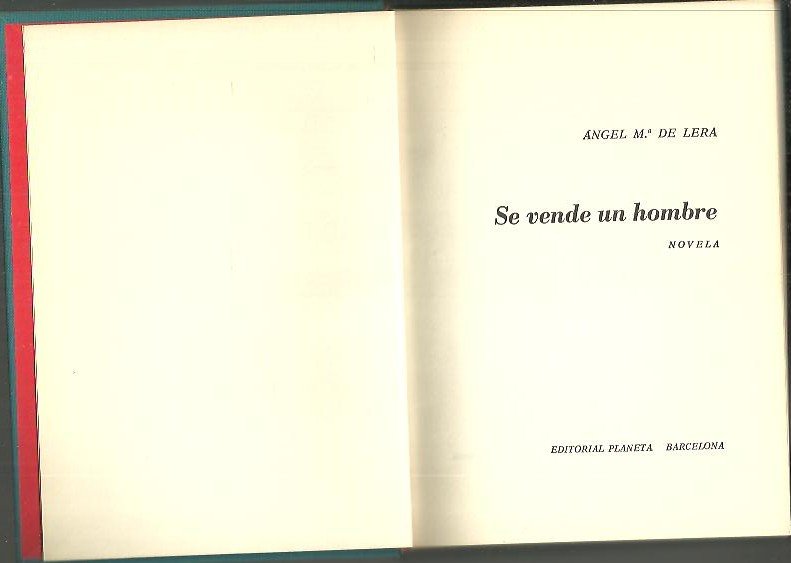 ÁNGEL M.ª DE LERA
Se vende un hombre
NOVELA
EDITORIAL PLANETA BARCELONA